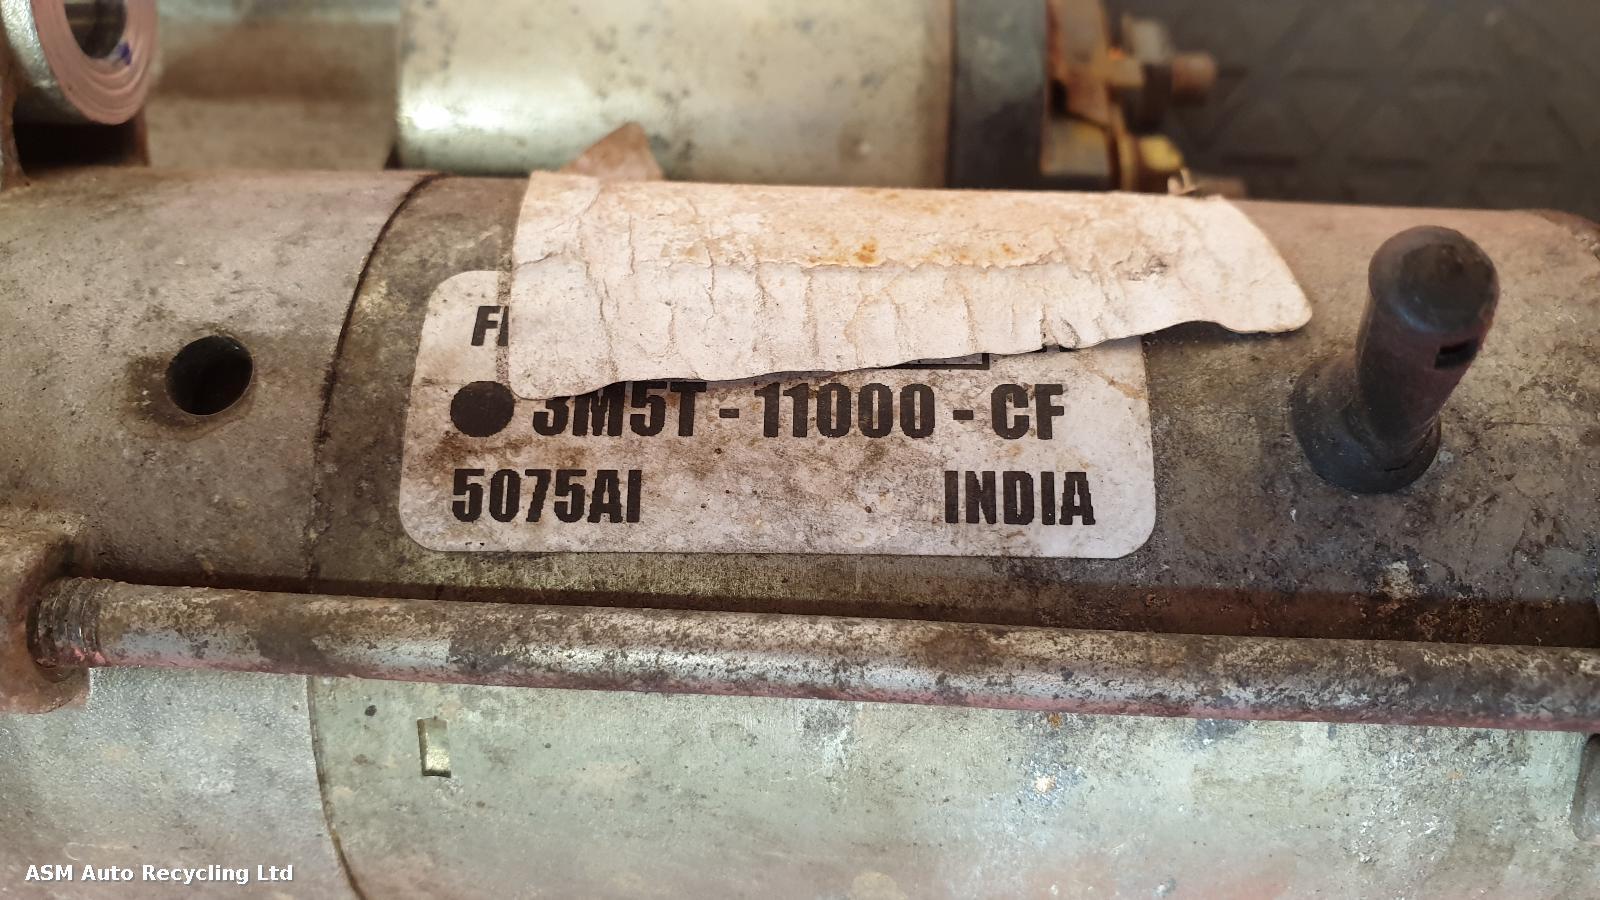 3M5T - 11000 - CF
5075AI INDIA
ASM Auto Recycling Ltd